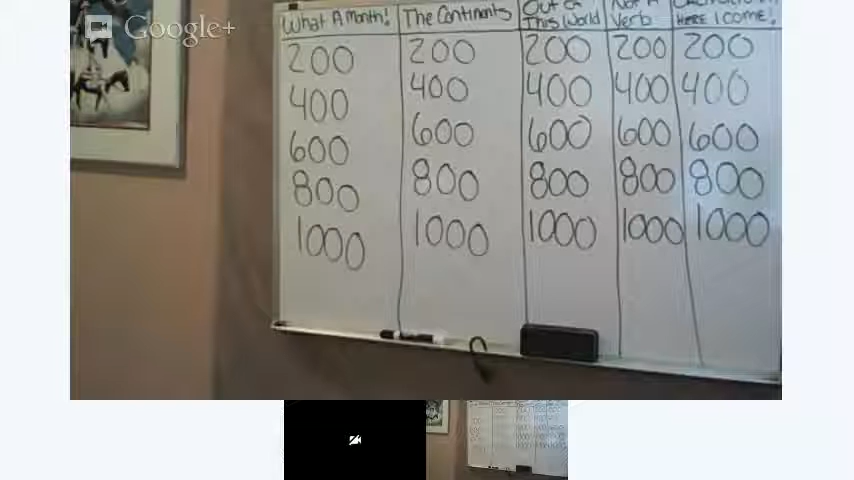 Google+
What A Month! The Continents Out Of Not A
This World Verb HERE I COME!
200 200 200 200 200
400 400 400 400 400
600 600 600 600 600
800 800 800 800 800
1000 1000 1000 1000 1000